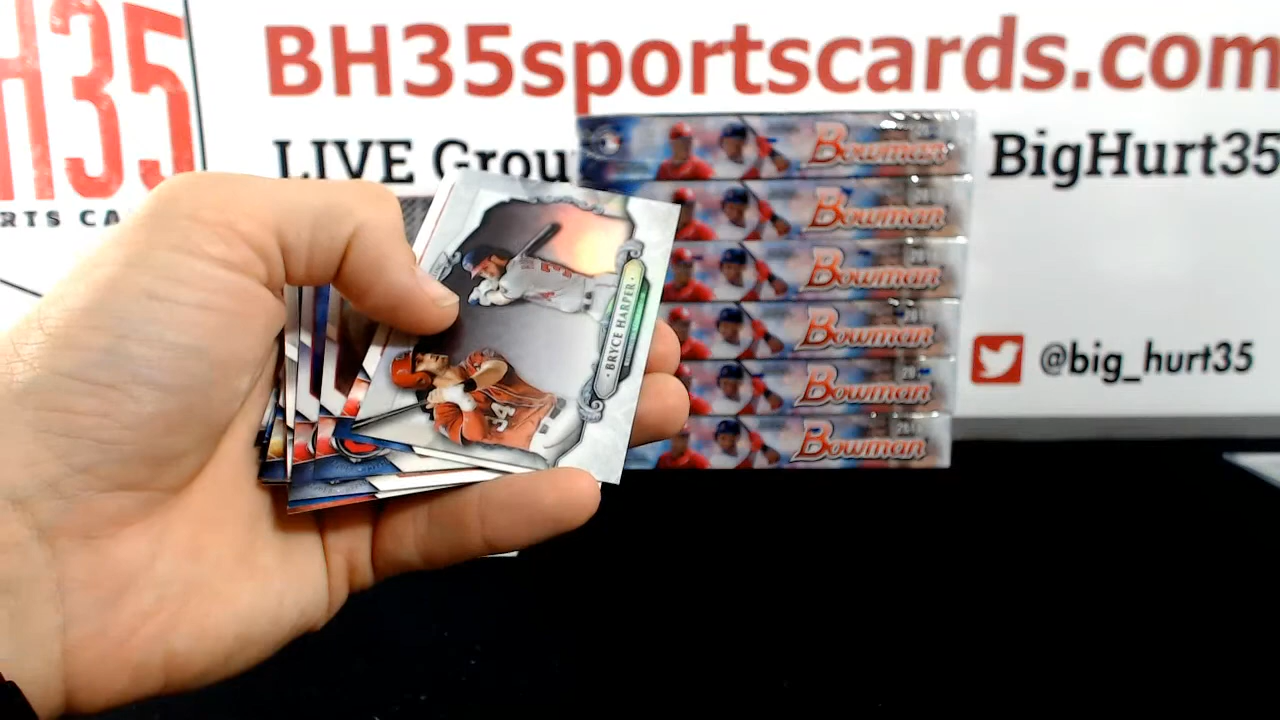 H35
RTS CA
BH35sportscards.com
LIVE Grou
BigHurt35
@big_hurt35
Bowman
Bowman
Bowman
Bowman
Bowman
Bowman
· BRYCE HARPER ·
34